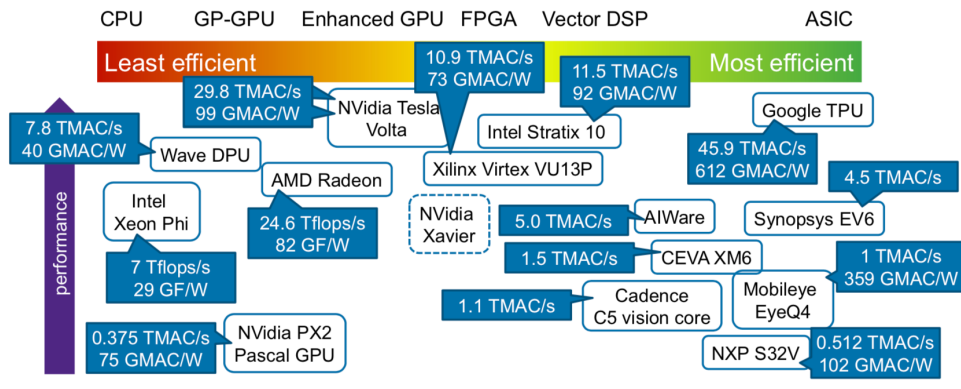 CPU GP-GPU Enhanced GPU FPGA Vector DSP ASIC
Least efficient
Most efficient
10.9 TMAC/s
73 GMAC/W
11.5 TMAC/s
92 GMAC/W
29.8 TMAC/s
99 GMAC/W
NVidia Tesla
Volta
Intel Stratix 10
Google TPU
7.8 TMAC/s
40 GMAC/W
Wave DPU
Xilinx Virtex VU13P
45.9 TMAC/s
612 GMAC/W
AMD Radeon
4.5 TMAC/s
Intel
Xeon Phi
24.6 Tflops/s
82 GF/W
NVidia
Xavier
5.0 TMAC/s
AIWare
Synopsys EV6
performance
7 Tflops/s
29 GF/W
1.5 TMAC/s
CEVA XM6
1 TMAC/s
359 GMAC/W
Mobileye
EyeQ4
1.1 TMAC/s
Cadence
C5 vision core
0.375 TMAC/s
75 GMAC/W
NVidia PX2
Pascal GPU
NXP S32V
0.512 TMAC/s
102 GMAC/W